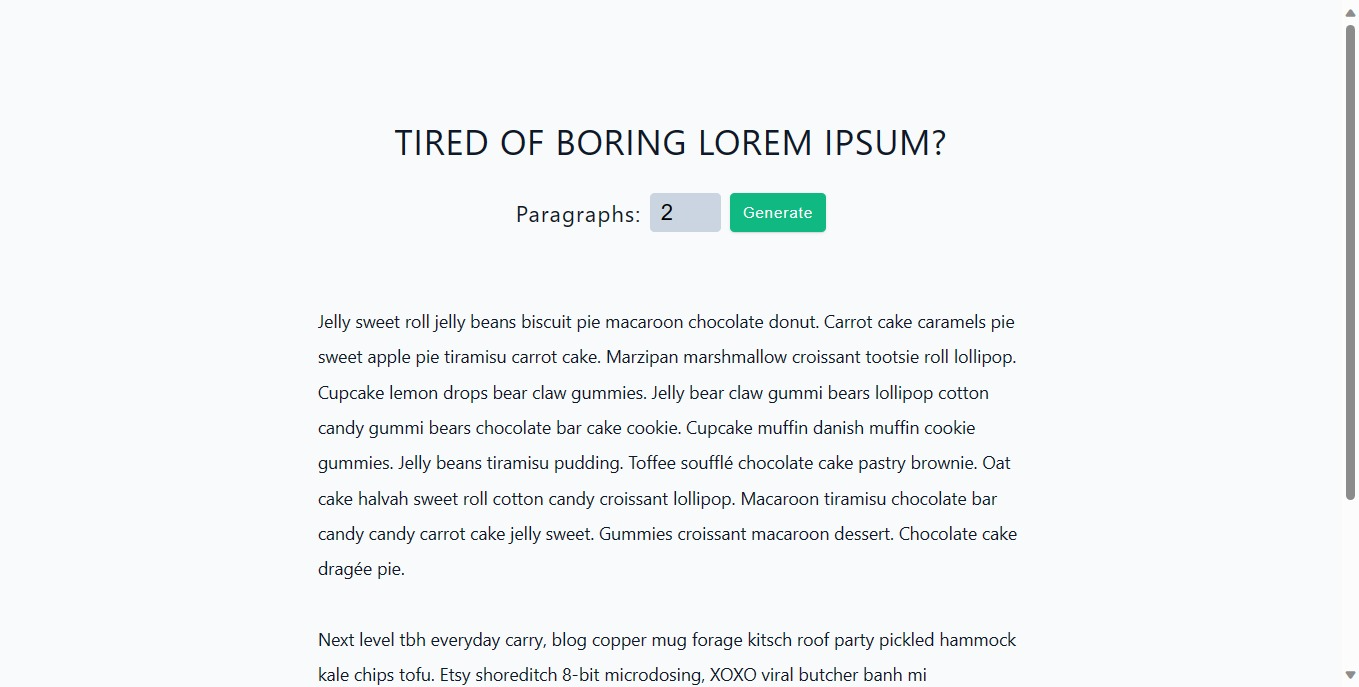 TIRED OF BORING LOREM IPSUM?
Paragraphs: 2 Generate
Jelly sweet roll jelly beans biscuit pie macaroon chocolate donut. Carrot cake caramels pie
sweet apple pie tiramisu carrot cake. Marzipan marshmallow croissant tootsie roll lollipop.
Cupcake lemon drops bear claw gummies. Jelly bear claw gummi bears lollipop cotton
candy gummi bears chocolate bar cake cookie. Cupcake muffin danish muffin cookie
gummies. Jelly beans tiramisu pudding. Toffee soufflé chocolate cake pastry brownie. Oat
cake halvah sweet roll cotton candy croissant lollipop. Macaroon tiramisu chocolate bar
candy candy carrot cake jelly sweet. Gummies croissant macaroon dessert. Chocolate cake
dragée pie.
Next level tbh everyday carry, blog copper mug forage kitsch roof party pickled hammock
kale chips tofu. Etsy shoreditch 8-bit microdosing, XOXO viral butcher banh mi